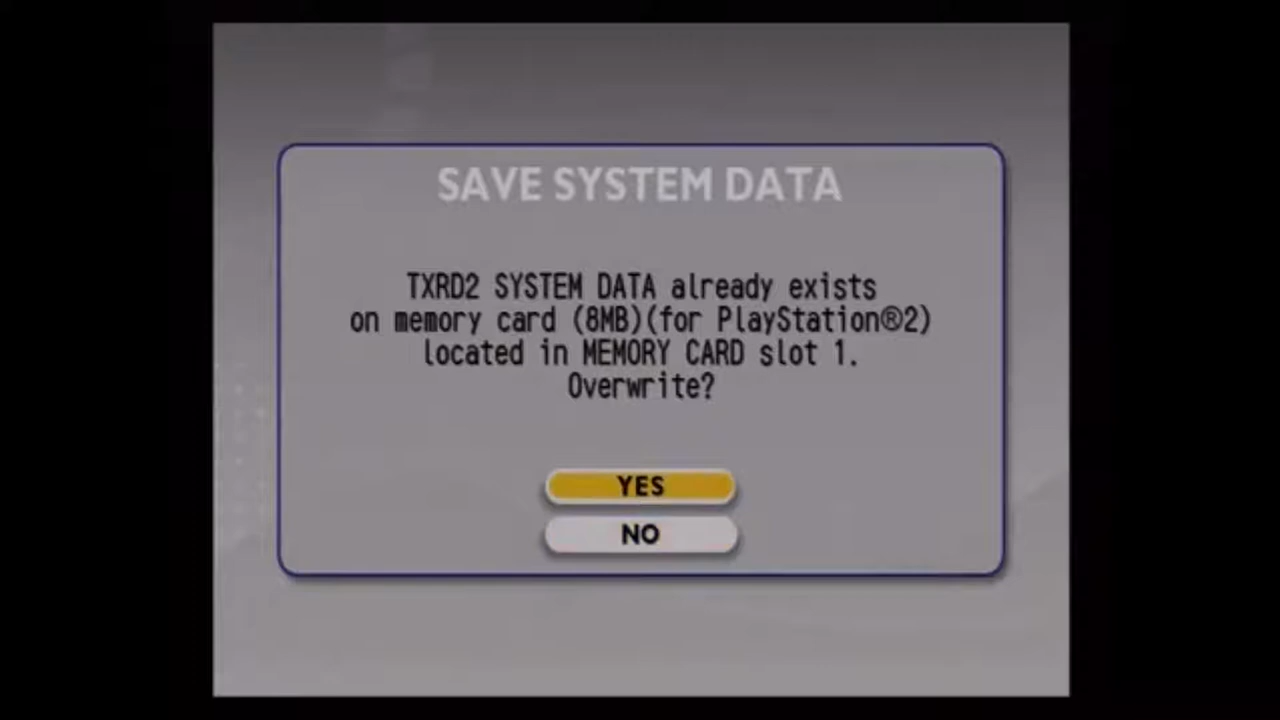 SAVE SYSTEM DATA
TXRD2 SYSTEM DATA already exists
on memory card (8MB)(for PlayStation®2)
located in MEMORY CARD slot 1.
Overwrite?
YES
NO